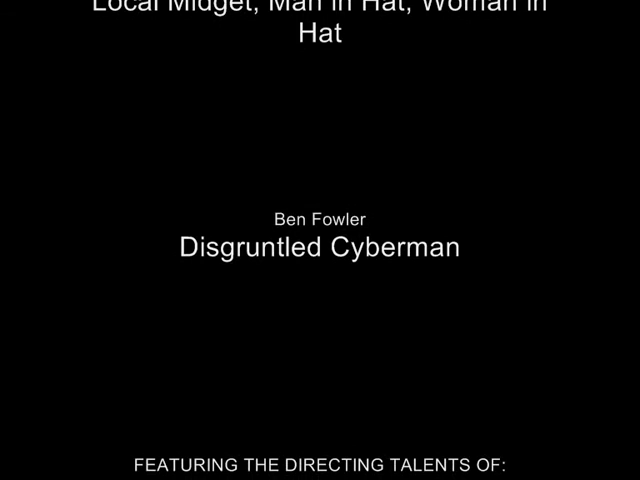 Local Midget, Man in Hat, Woman in
Hat
Ben Fowler
Disgruntled Cyberman
FEATURING THE DIRECTING TALENTS OF: